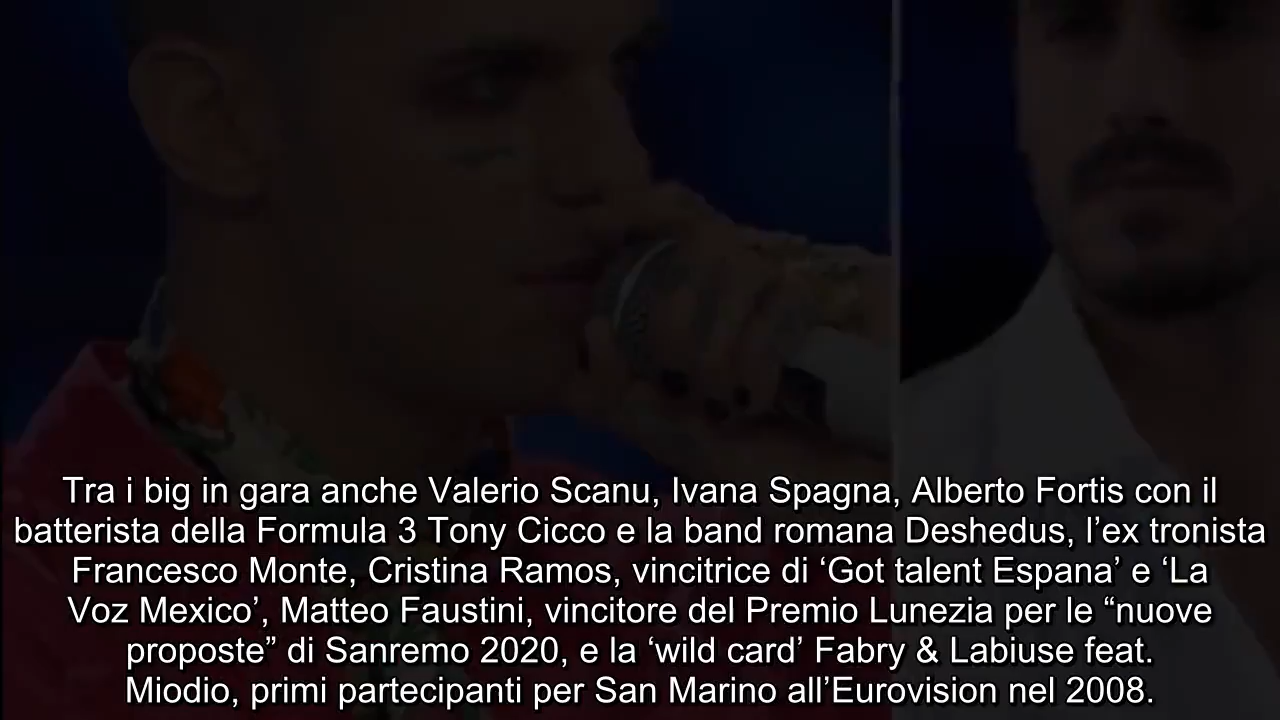 Tra i big in gara anche Valerio Scanu, Ivana Spagna, Alberto Fortis con il
batterista della Formula 3 Tony Cicco e la band romana Deshedus, l’ex tronista
Francesco Monte, Cristina Ramos, vincitrice di ‘Got talent Espana’ e ‘La
Voz Mexico’, Matteo Faustini, vincitore del Premio Lunezia per le “nuove
proposte” di Sanremo 2020, e la ‘wild card’ Fabry & Labiuse feat.
Miodio, primi partecipanti per San Marino all’Eurovision nel 2008.